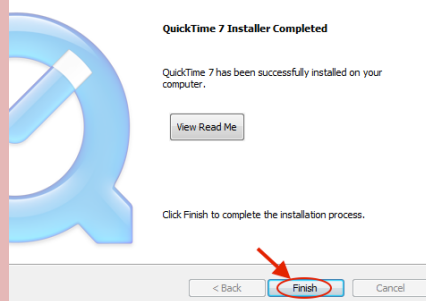 QuickTime 7 Installer Completed
QuickTime 7 has been successfully installed on your
computer.
View Read Me
Click Finish to complete the installation process.
< Back
Finish
Cancel